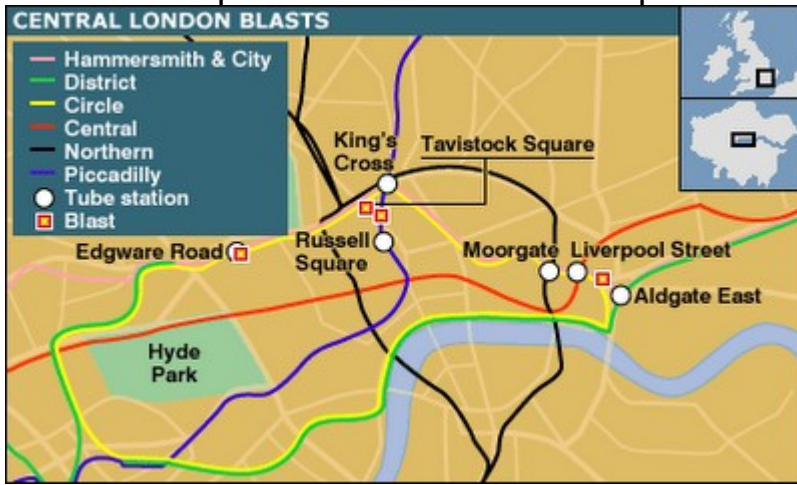 CENTRAL LONDON BLASTS
Hammersmith & City
District
Circle
Central
Northern
Piccadilly
Tube station
Blast
King's
Cross
Tavistock Square
Edgware Road
Russell
Square
Moorgate
Liverpool Street
Aldgate East
Hyde
Park